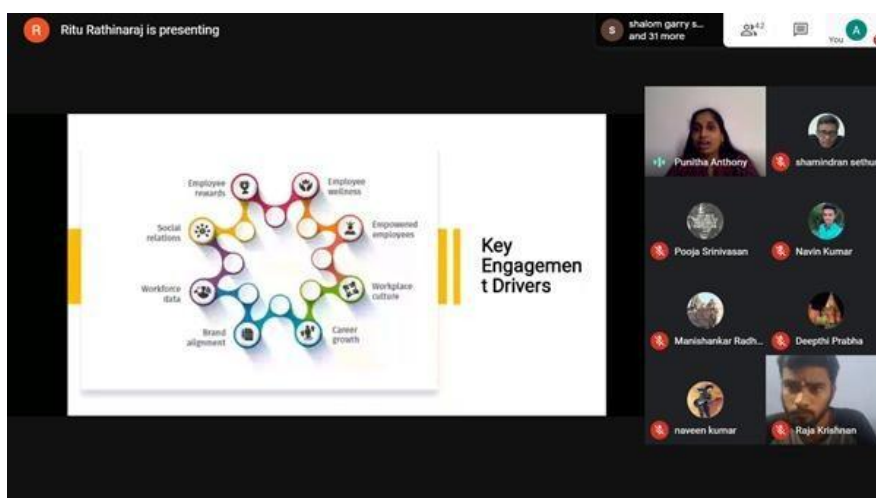 R
Ritu Rathinaraj is presenting
s
shalom garry s...
and 31 more
42
You
A
Employee
rewards
Employee
wellness
Social
relations
Empowered
employees
Workforce
data
Workplace
culture
Brand
alignment
Career
growth
Key
Engagemen
t Drivers
Punitha Anthony
shamindran sethu
Pooja Srinivasan
Navin Kumar
Manishankar Radh...
Deepthi Prabha
naveen kumar
Raja Krishnan